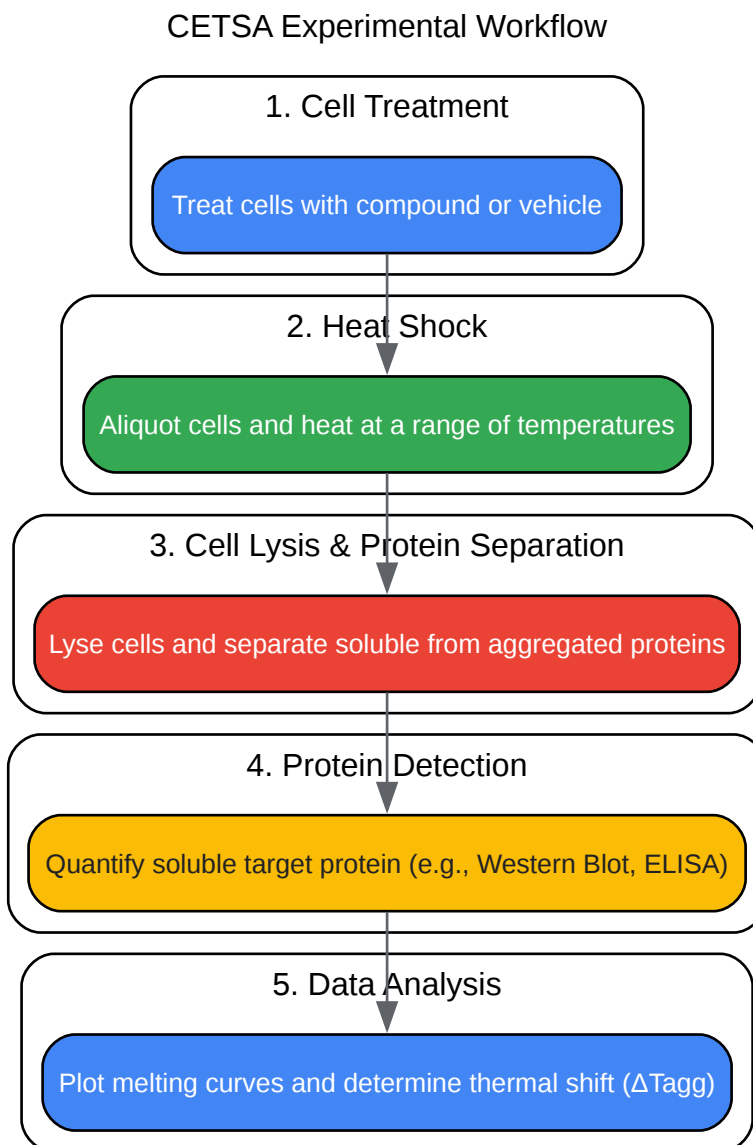 CETSA Experimental Workflow
1. Cell Treatment
Treat cells with compound or vehicle
2. Heat Shock
Aliquot cells and heat at a range of temperatures
3. Cell Lysis & Protein Separation
Lyse cells and separate soluble from aggregated proteins
4. Protein Detection
Quantify soluble target protein (e.g., Western Blot, ELISA)
5. Data Analysis
Plot melting curves and determine thermal shift (ΔTagg)